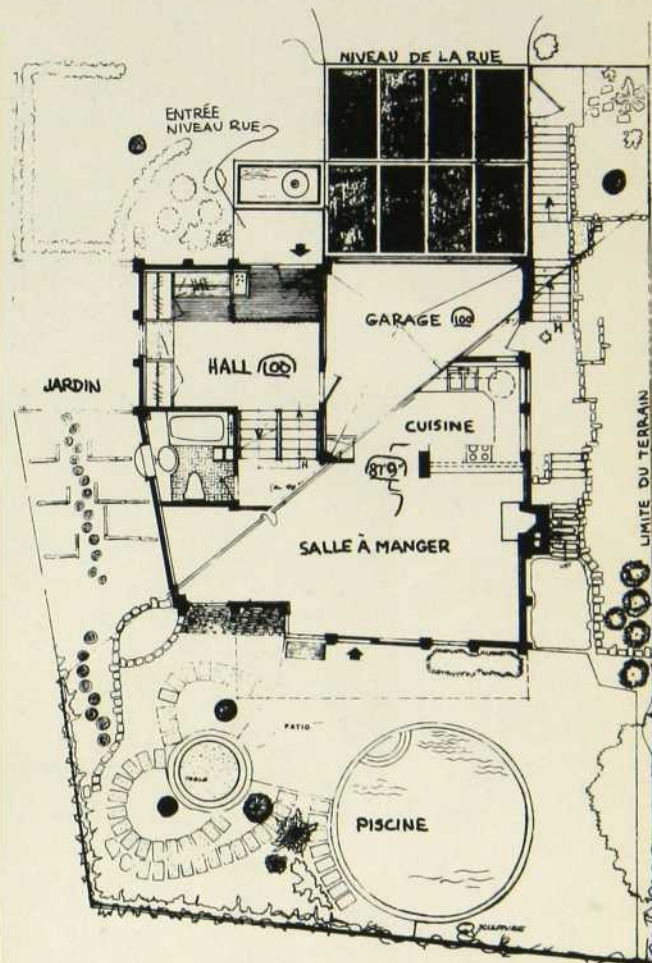 NIVEAU DE LA RUE
ENTRÉE
NIVEAU RUE
GARAGE 100
HALL 100
JARDIN
CUISINE
SALLE À MANGER
LIMITE DU TERRAIN
PATIO
TABLE
PISCINE